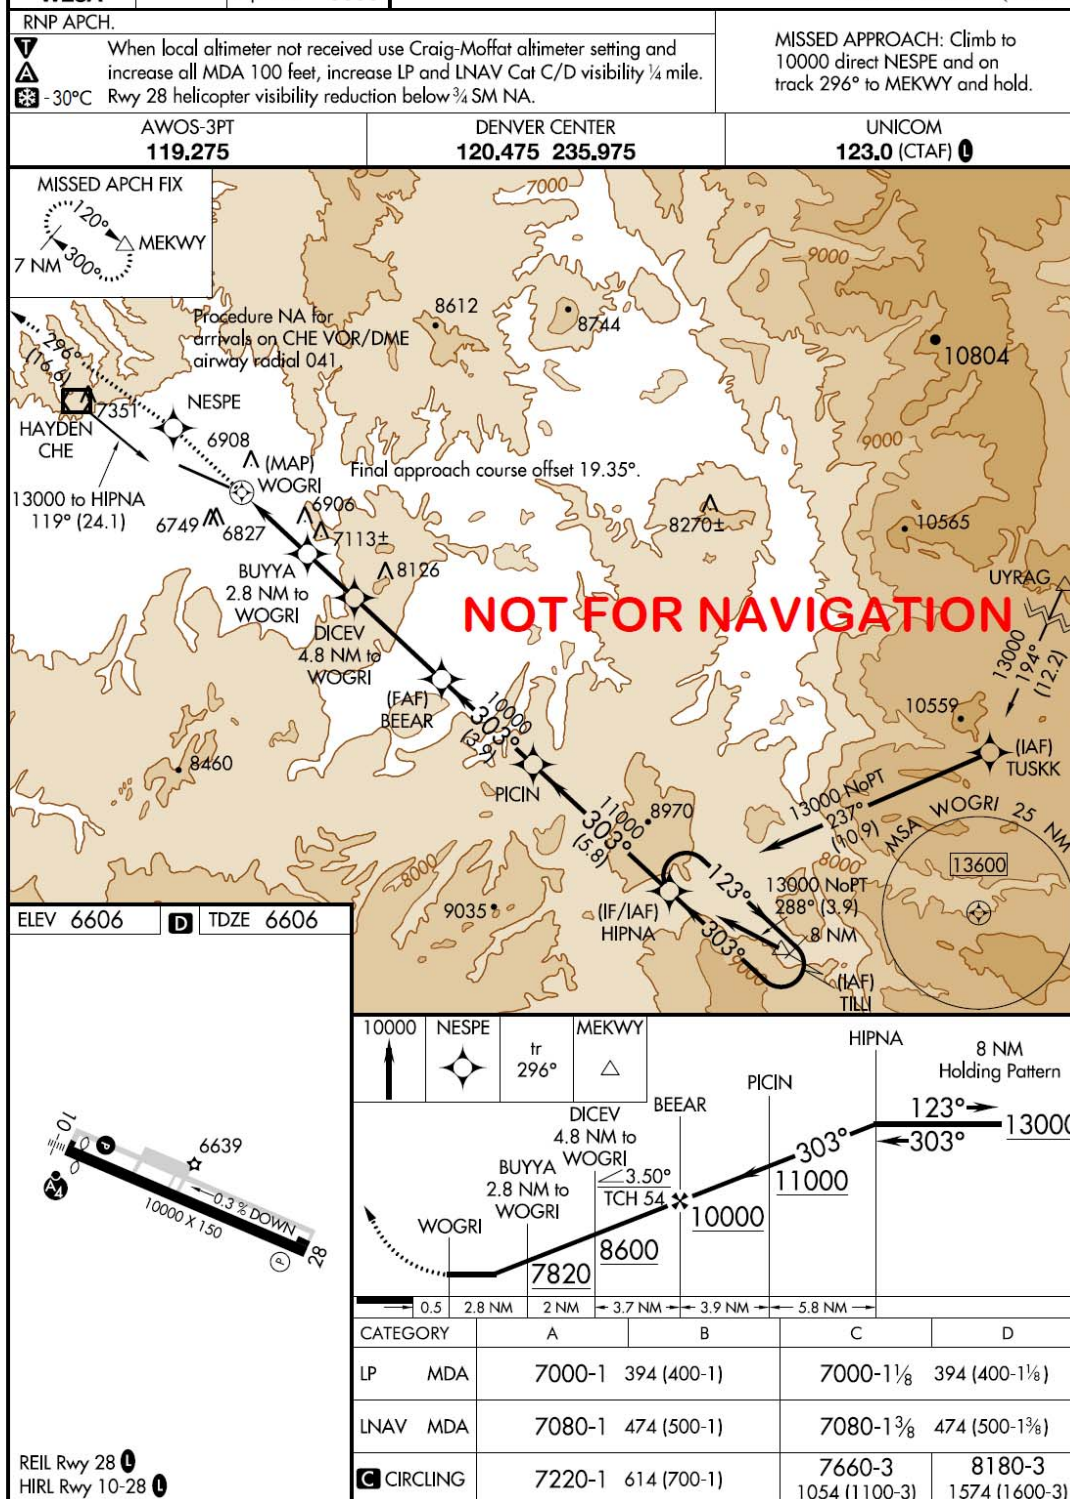 RNP APCH.
T
A
-30°C
When local altimeter not received use Craig-Moffat altimeter setting and
increase all MDA 100 feet, increase LP and LNAV Cat C/D visibility ¼ mile.
Rwy 28 helicopter visibility reduction below ¾ SM NA.
MISSED APPROACH: Climb to
10000 direct NESPE and on
track 296° to MEKWY and hold.
AWOS-3PT
119.275
DENVER CENTER
120.475 235.975
UNICOM
123.0 (CTAF) L
MISSED APCH FIX
120°
MEKWY
7 NM
300°
7000
9000
8612
8744
10804
Procedure NA for
arrivals on CHE VOR/DME
airway radial 041.
296°
(16.6)
7351
HAYDEN
CHE
NESPE
6908
(MAP)
WOGRI
Final approach course offset 19.35°.
9000
13000 to HIPNA
119° (24.1)
6749
6827
6906
7113±
8270±
10565
BUYYA
2.8 NM to
WOGRI
8126
UYRAG
NOT FOR NAVIGATION
DICEV
4.8 NM to
WOGRI
13000
194°
(12.2)
(FAF)
BEEAR
10000
303°
(3.9)
10559
(IAF)
TUSKK
8460
PICIN
13000 NoPT
237°
(10.9)
MSA WOGRI 25 NM
13600
11000
303°
(5.8)
8970
8000
8000
123°
13000 NoPT
288° (3.9)
9035
(IF/IAF)
HIPNA
303°
8 NM
9000
(IAF)
TILLI
ELEV 6606
D
TDZE 6606
10
P
6639
A4
0.3% DOWN
10000 X 150
P
28
REIL Rwy 28 L
HIRL Rwy 10-28 L
10000
NESPE
tr
296°
MEKWY
HIPNA
8 NM
Holding Pattern
PICIN
BEEAR
DICEV
4.8 NM to
WOGRI
BUYYA
2.8 NM to
WOGRI
WOGRI
123°
13000
303°
303°
11000
3.50°
TCH 54
10000
8600
7820
0.5
2.8 NM
2 NM
3.7 NM
3.9 NM
5.8 NM
CATEGORY A B C D
LP MDA 7000-1 394 (400-1) 7000-1⅛ 394 (400-1⅛)
LNAV MDA 7080-1 474 (500-1) 7080-1⅜ 474 (500-1⅜)
C CIRCLING 7220-1 614 (700-1) 7660-3 8180-3
1054 (1100-3) 1574 (1600-3)